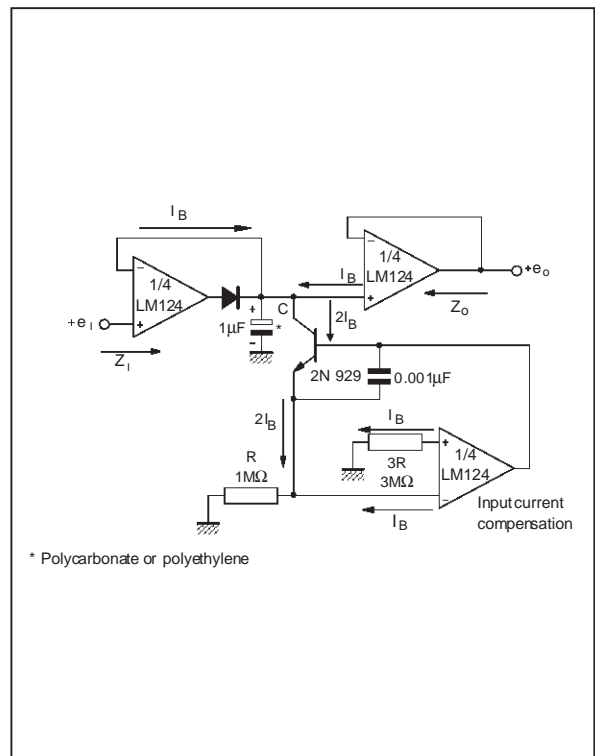 I B
1/4
LM124
+e I
Z I
C
+
1µF
-
*
I B
2I B
1/4
LM124
+e o
Z o
2N 929
0.001µF
2I B
R
1MΩ
I B
3R
3MΩ
1/4
LM124
I B
Input current
compensation
* Polycarbonate or polyethylene